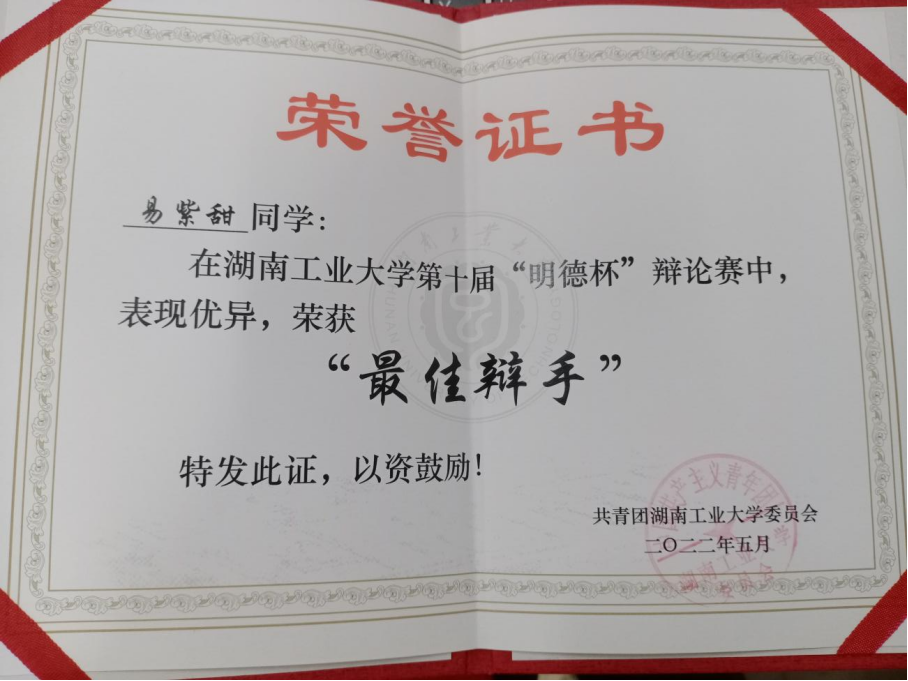 荣誉证书
易紫甜同学：
在湖南工业大学第十届“明德杯”辩论赛中，
表现优异，荣获
“最佳辩手”
特发此证，以资鼓励！
共青团湖南工业大学委员会
二〇二二年五月